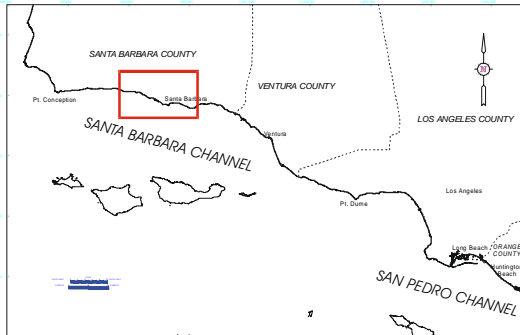 SANTA BARBARA COUNTY
VENTURA COUNTY
N
Pt. Conception
Santa Barbara
LOS ANGELES COUNTY
SANTA BARBARA CHANNEL
Ventura
Los Angeles
Pt. Dume
Long Beach
ORANGE
COUNTY
Huntington
Beach
SAN PEDRO CHANNEL